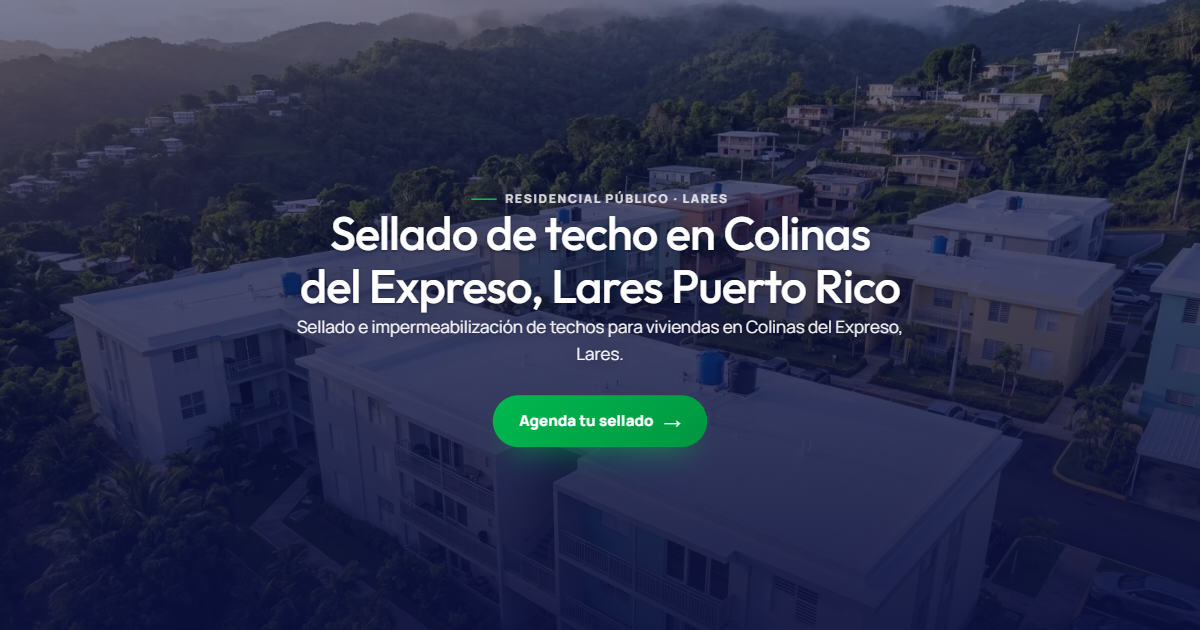 RESIDENCIAL PÚBLICO · LARES
Sellado de techo en Colinas
del Expreso, Lares Puerto Rico
Sellado e impermeabilización de techos para viviendas en Colinas del Expreso,
Lares.
Agenda tu sellado →